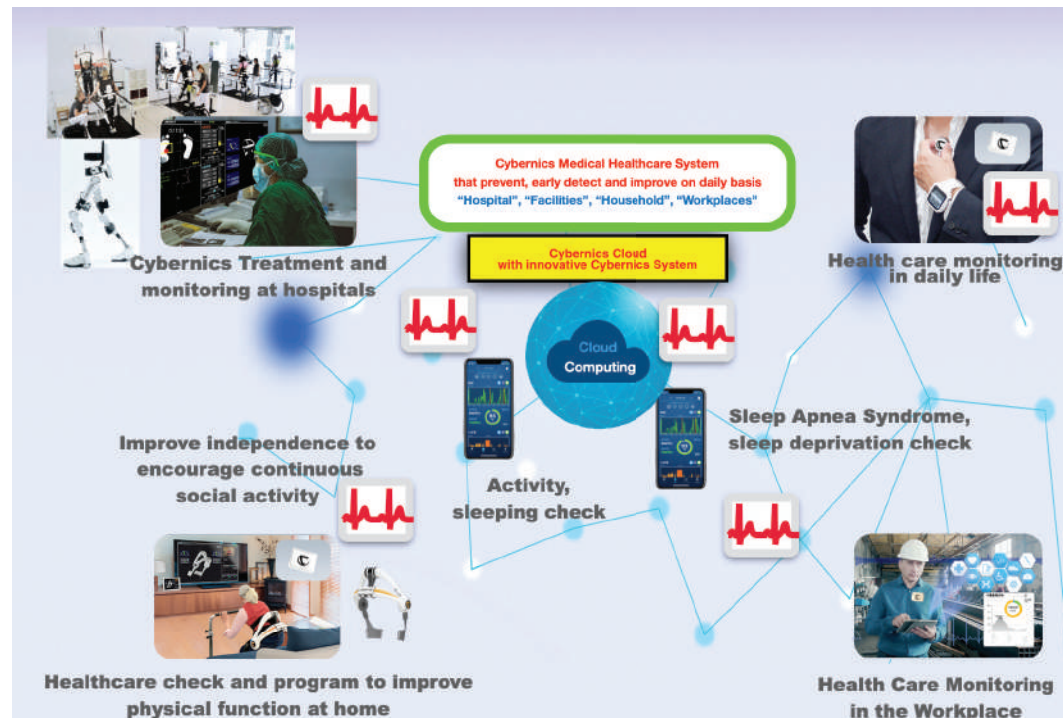 Cybernics Medical Healthcare System
that prevent, early detect and improve on daily basis
“Hospital”, “Facilities”, “Household”, “Workplaces”
Cybernics Cloud
with innovative Cybernics System
Cybernics Treatment and
monitoring at hospitals
Health care monitoring
in daily life
Cloud
Computing
Improve independence to
encourage continuous
social activity
Activity,
sleeping check
Sleep Apnea Syndrome,
sleep deprivation check
Healthcare check and program to improve
physical function at home
Health Care Monitoring
in the Workplace